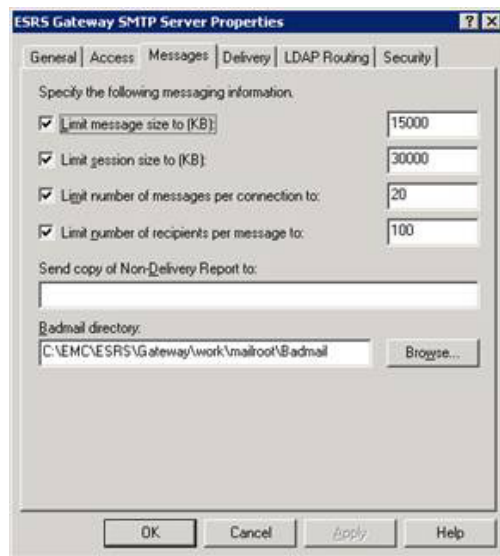 ESRS Gateway SMTP Server Properties
General Access Messages Delivery LDAP Routing Security
Specify the following messaging information.
Limit message size to (KB): 15000
Limit session size to (KB): 30000
Limit number of messages per connection to: 20
Limit number of recipients per message to: 100
Send copy of Non-Delivery Report to:
Badmail directory:
C:\EMC\ESRS\Gateway\work\mailroot\Badmail Browse...
OK Cancel Apply Help